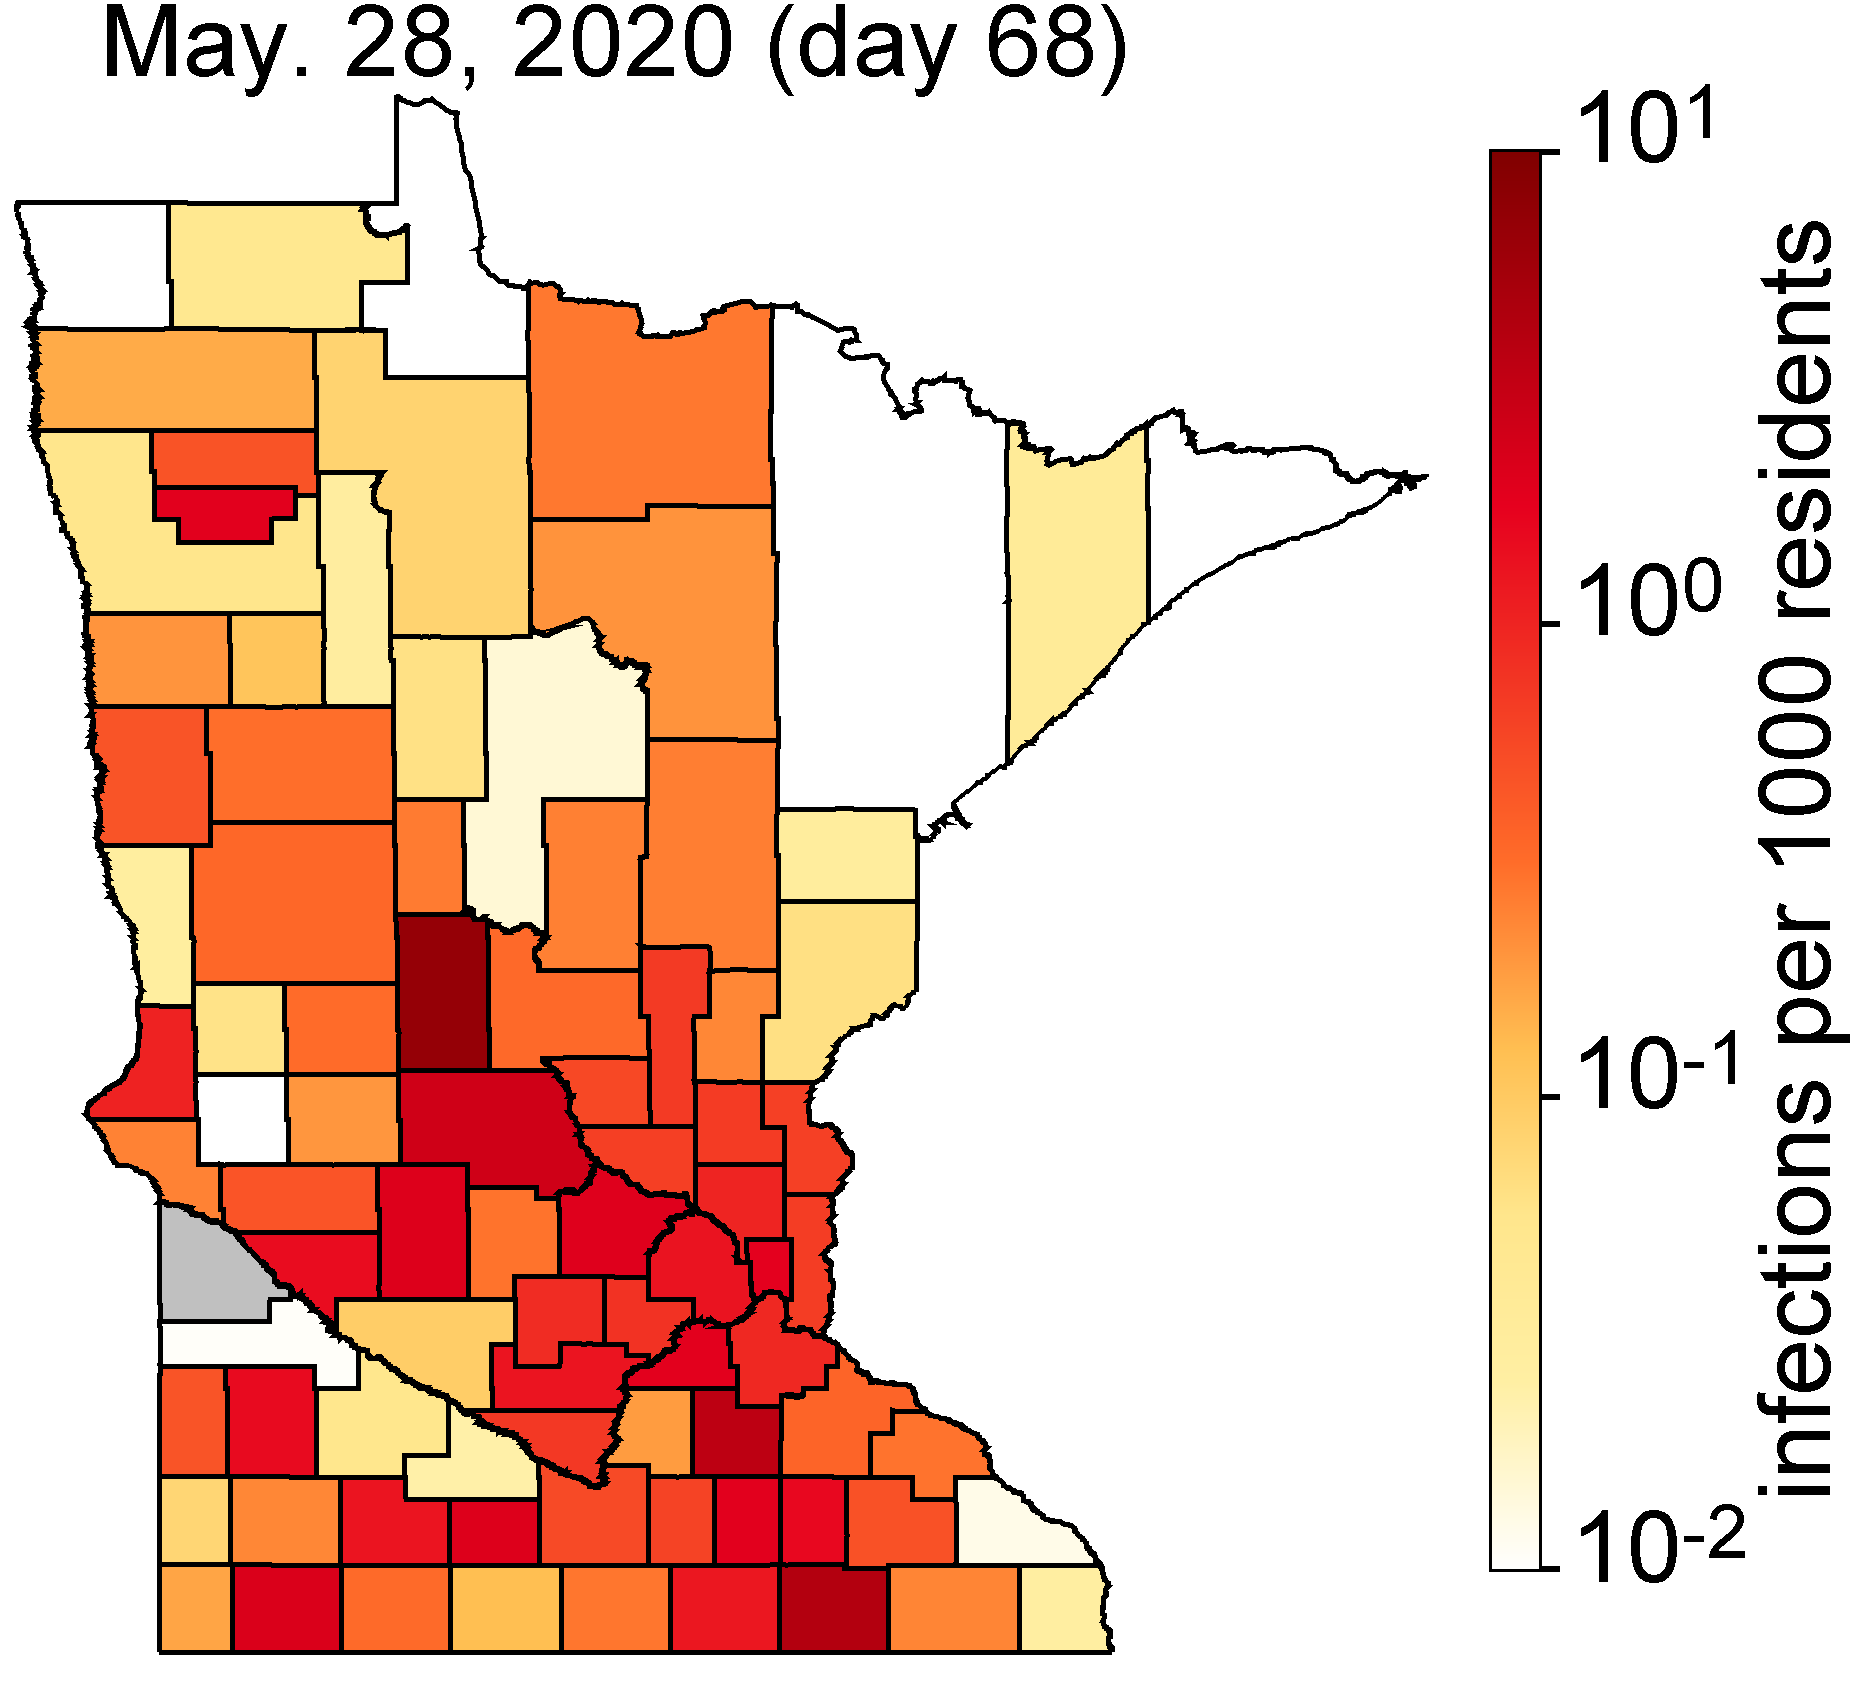 May. 28, 2020 (day 68)
10¹
10⁰
10⁻¹
10⁻²
infections per 1000 residents